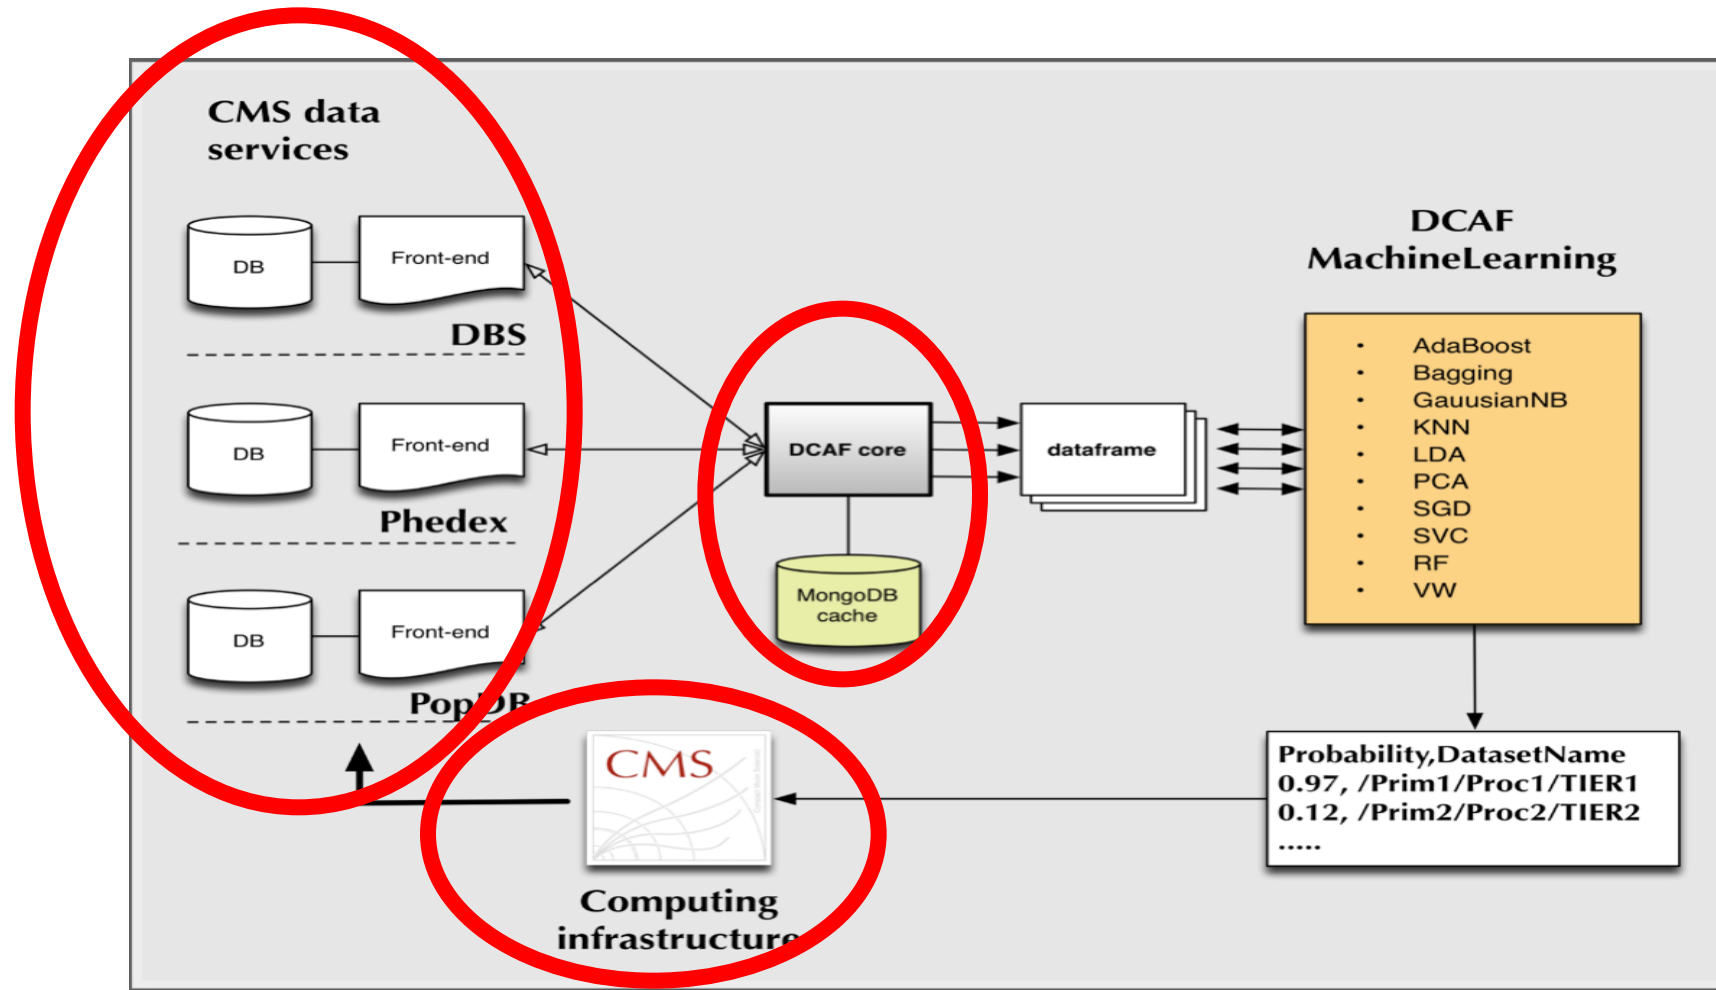 CMS data
services
DB
Front-end
DBS
DB
Front-end
Phedex
DB
Front-end
PopDB
DCAF core
MongoDB
cache
dataframe
DCAF
MachineLearning
• AdaBoost
• Bagging
• GauusianNB
• KNN
• LDA
• PCA
• SGD
• SVC
• RF
• VW
Probability,DatasetName
0.97, /Prim1/Proc1/TIER1
0.12, /Prim2/Proc2/TIER2
.....
CMS
Computing
infrastructure